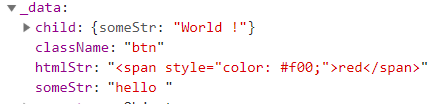 ▼ _data:
▶ child: {someStr: "World !"}
className: "btn"
htmlStr: "<span style="color: #f00;">red</span>"
someStr: "hello "